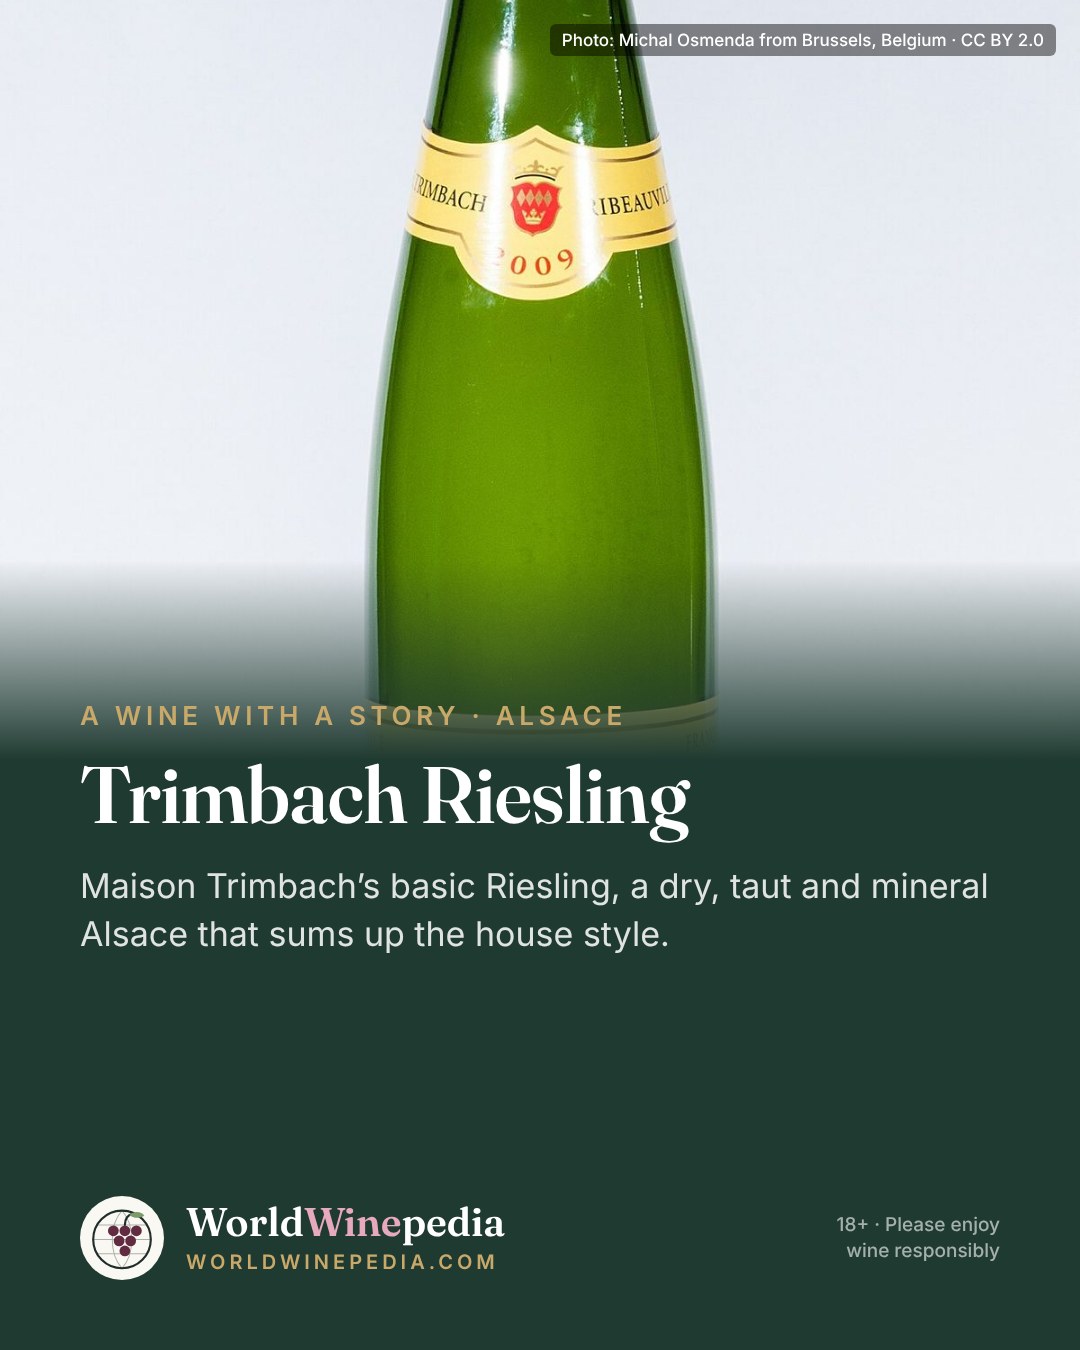 Photo: Michal Osmenda from Brussels, Belgium · CC BY 2.0
TRIMBACH
RIBEAUVIL
2009
A WINE WITH A STORY · ALSACE
Trimbach Riesling
Maison Trimbach’s basic Riesling, a dry, taut and mineral
Alsace that sums up the house style.
WorldWinepedia
WORLDWINEPEDIA.COM
18+ · Please enjoy
wine responsibly